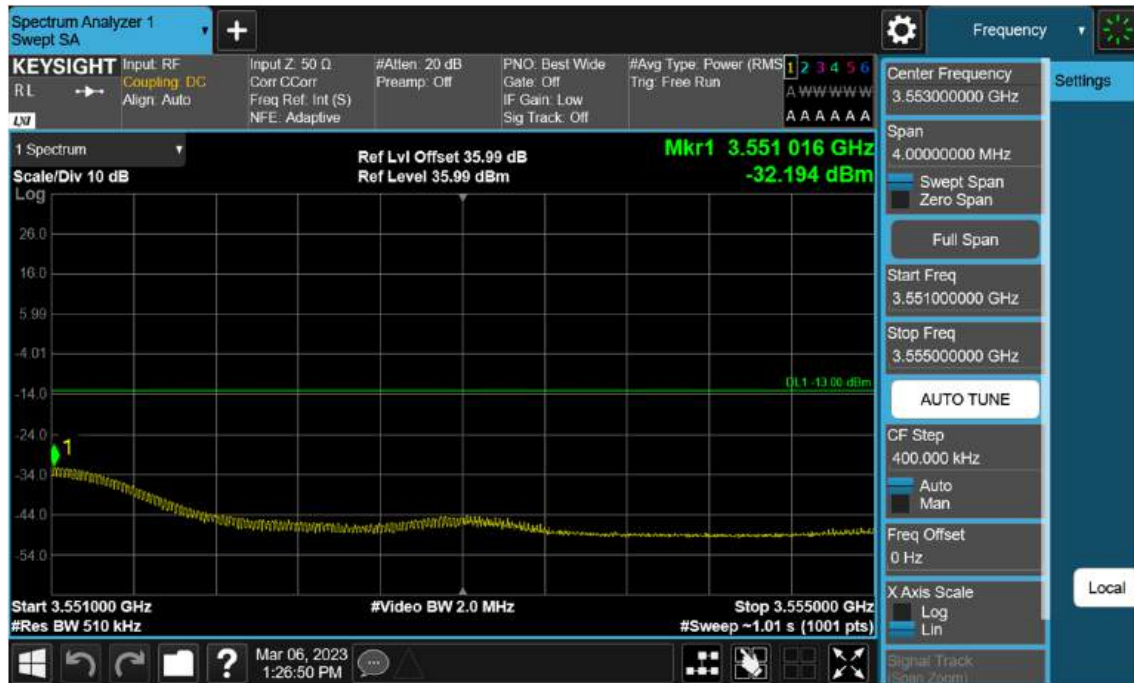 Spectrum Analyzer 1
Swept SA
Frequency
KEYSIGHT
RL
LXI
Input: RF
Coupling: DC
Align: Auto
Input Z: 50 Ω
Corr CCorr
Freq Ref: Int (S)
NFE: Adaptive
#Atten: 20 dB
Preamp: Off
PNO: Best Wide
Gate: Off
IF Gain: Low
Sig Track: Off
#Avg Type: Power (RMS
Trig: Free Run
1 2 3 4 5 6
A W W W W W
A A A A A A
1 Spectrum
Scale/Div 10 dB
Ref Lvl Offset 35.99 dB
Ref Level 35.99 dBm
Mkr1 3.551 016 GHz
-32.194 dBm
Log
26.0
16.0
5.99
-4.01
DL1 -13.00 dBm
-14.0
-24.0
1
-34.0
-44.0
-54.0
Start 3.551000 GHz
#Res BW 510 kHz
#Video BW 2.0 MHz
Stop 3.555000 GHz
#Sweep ~1.01 s (1001 pts)
Center Frequency
3.553000000 GHz
Span
4.00000000 MHz
Swept Span
Zero Span
Full Span
Start Freq
3.551000000 GHz
Stop Freq
3.555000000 GHz
AUTO TUNE
CF Step
400.000 kHz
Auto
Man
Freq Offset
0 Hz
X Axis Scale
Log
Lin
Signal Track
(Span Zoom)
Settings
Local
?
Mar 06, 2023
1:26:50 PM